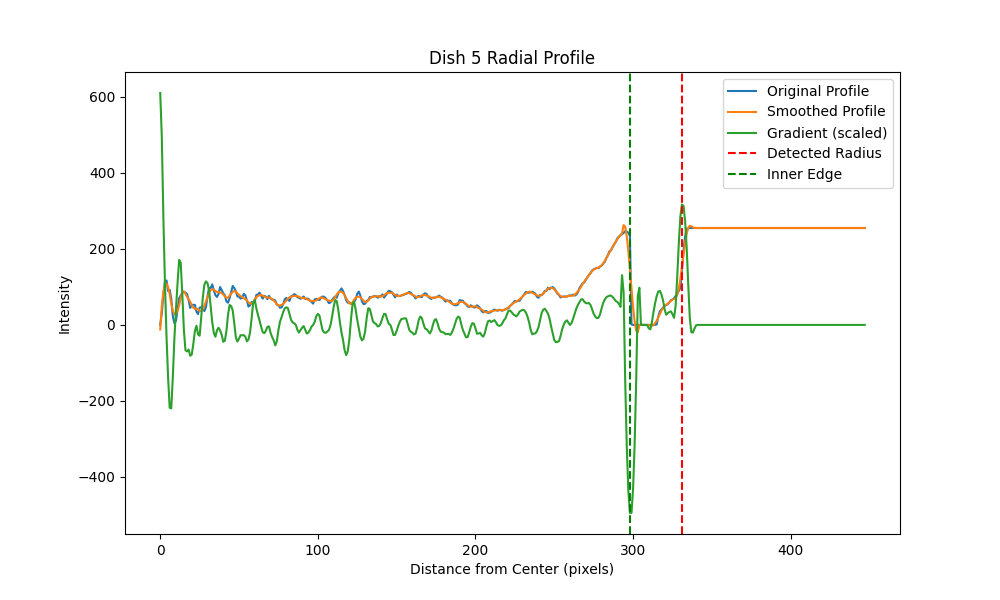 Dish 5 Radial Profile
Original Profile
Smoothed Profile
Gradient (scaled)
Detected Radius
Inner Edge
600
400
200
0
−200
−400
Intensity
0 100 200 300 400
Distance from Center (pixels)